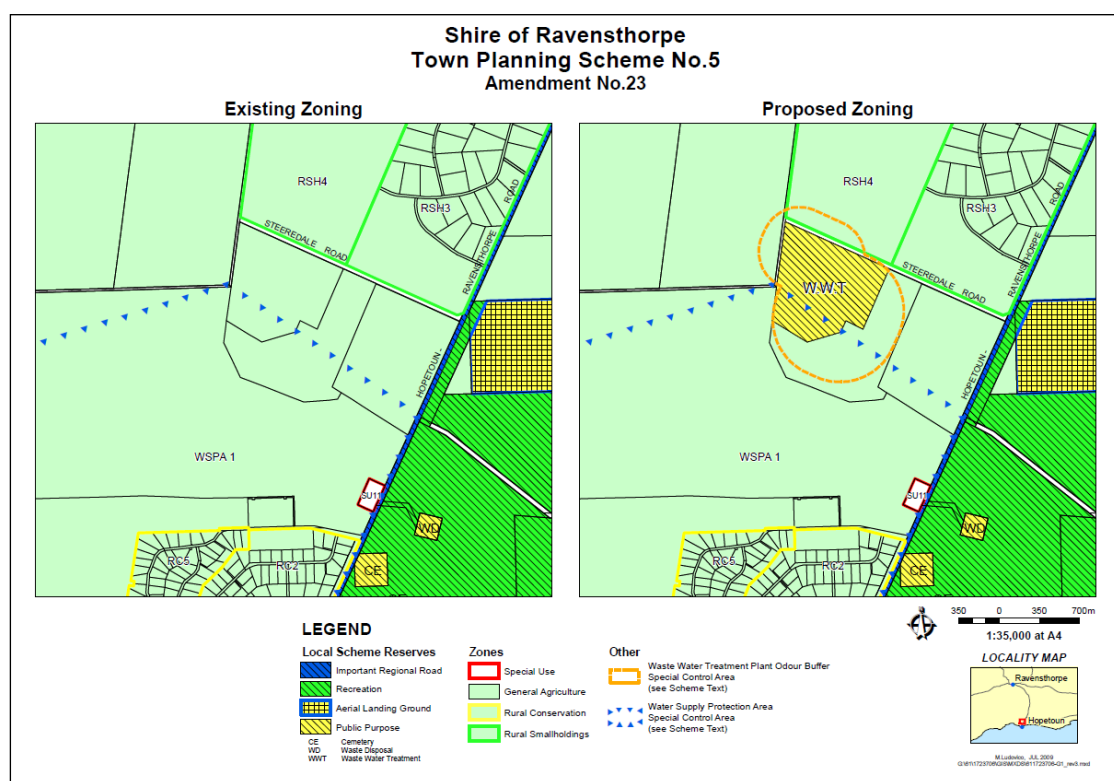 Shire of Ravensthorpe
Town Planning Scheme No.5
Amendment No.23
Existing Zoning
RSH4
RSH3
STEEREDALE ROAD
RAVENSTHORPE ROAD
HOPETOUN -
WSPA 1
SU11
WD
RC5
RC2
CE
Proposed Zoning
RSH4
RSH3
W.W.T
STEEREDALE ROAD
RAVENSTHORPE ROAD
HOPETOUN -
WSPA 1
SU11
WD
RC5
RC2
CE
LEGEND
Local Scheme Reserves
Important Regional Road
Recreation
Aerial Landing Ground
Public Purpose
CE Cemetery
WD Waste Disposal
WWT Waste Water Treatment
Zones
Special Use
General Agriculture
Rural Conservation
Rural Smallholdings
Other
Waste Water Treatment Plant Odour Buffer
Special Control Area
(see Scheme Text)
Water Supply Protection Area
Special Control Area
(see Scheme Text)
350 0 350 700m
1:35,000 at A4
LOCALITY MAP
Ravensthorpe
Hopetoun
M.Ludovico, JUL 2009